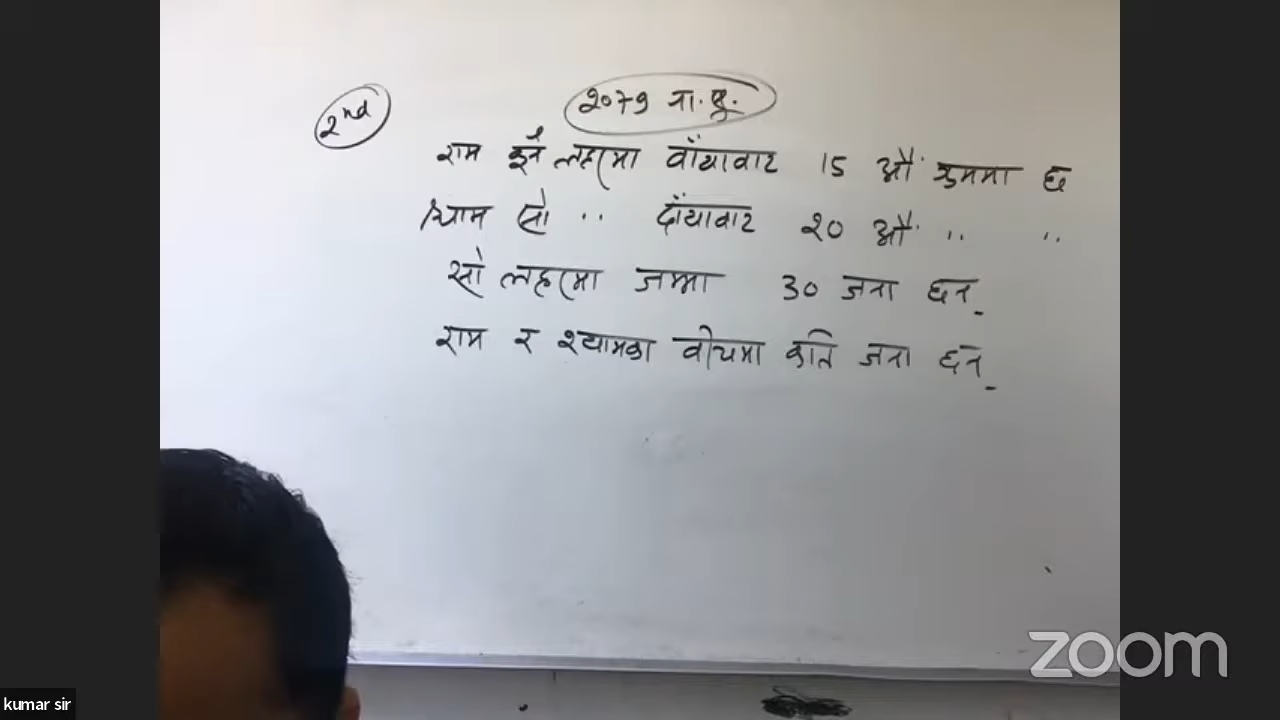 2nd
२०७९ ना. सु.
राम कुनै लहरमा बाँयाबाट 15 औं क्रममा छ
श्याम सो ,, दाँयाबाट २० औं ,, ,,
सो लहरमा जम्मा 30 जना छन्
राम र श्यामका बीचमा कति जना छन्
zoom
kumar sir